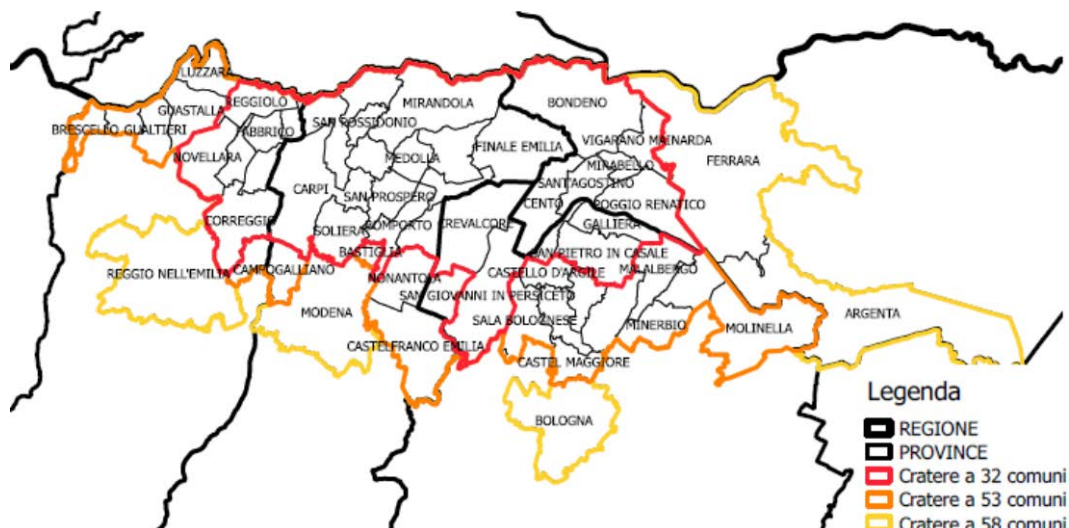 LUZZARA
GUASTALLA
REGGIOLO
MIRANDOLA
BONDENO
BRESCELLO
GUALTIERI
FABBRICO
SAN POSSIDONIO
FINALE EMILIA
VIGARANO MAINARDA
NOVELLARA
MEDOLLA
MIRABELLO
FERRARA
CARPI
SAN PROSPERO
SANT'AGOSTINO
CENTO
POGGIO RENATICO
CORREGGIO
SOLIERA
BOMPORTO
CREVALCORE
GALLIERA
BASTIGLIA
SAN PIETRO IN CASALE
REGGIO NELL'EMILIA
CAMPOGALLIANO
NONANTOLA
CASTELLO D'ARGILE
MALALBERGO
SAN GIOVANNI IN PERSICETO
MODENA
SALA BOLOGNESE
MINERBIO
MOLINELLA
ARGENTA
CASTELFRANCO EMILIA
CASTEL MAGGIORE
BOLOGNA
Legenda
REGIONE
PROVINCE
Cratere a 32 comuni
Cratere a 53 comuni
Cratere a 58 comuni